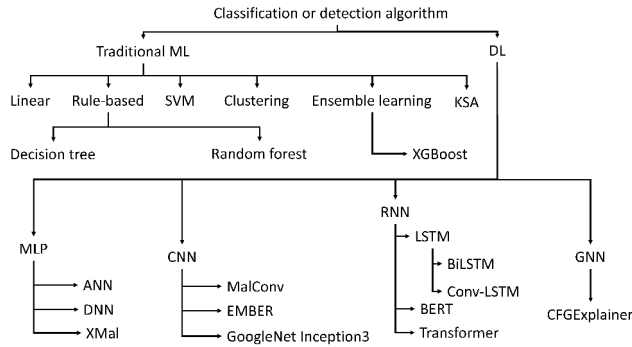 Classification or detection algorithm
Traditional ML
DL
Linear
Rule-based
SVM
Clustering
Ensemble learning
KSA
Decision tree
Random forest
XGBoost
MLP
ANN
DNN
XMal
CNN
MalConv
EMBER
GoogleNet Inception3
RNN
LSTM
BiLSTM
Conv-LSTM
BERT
Transformer
GNN
CFGExplainer